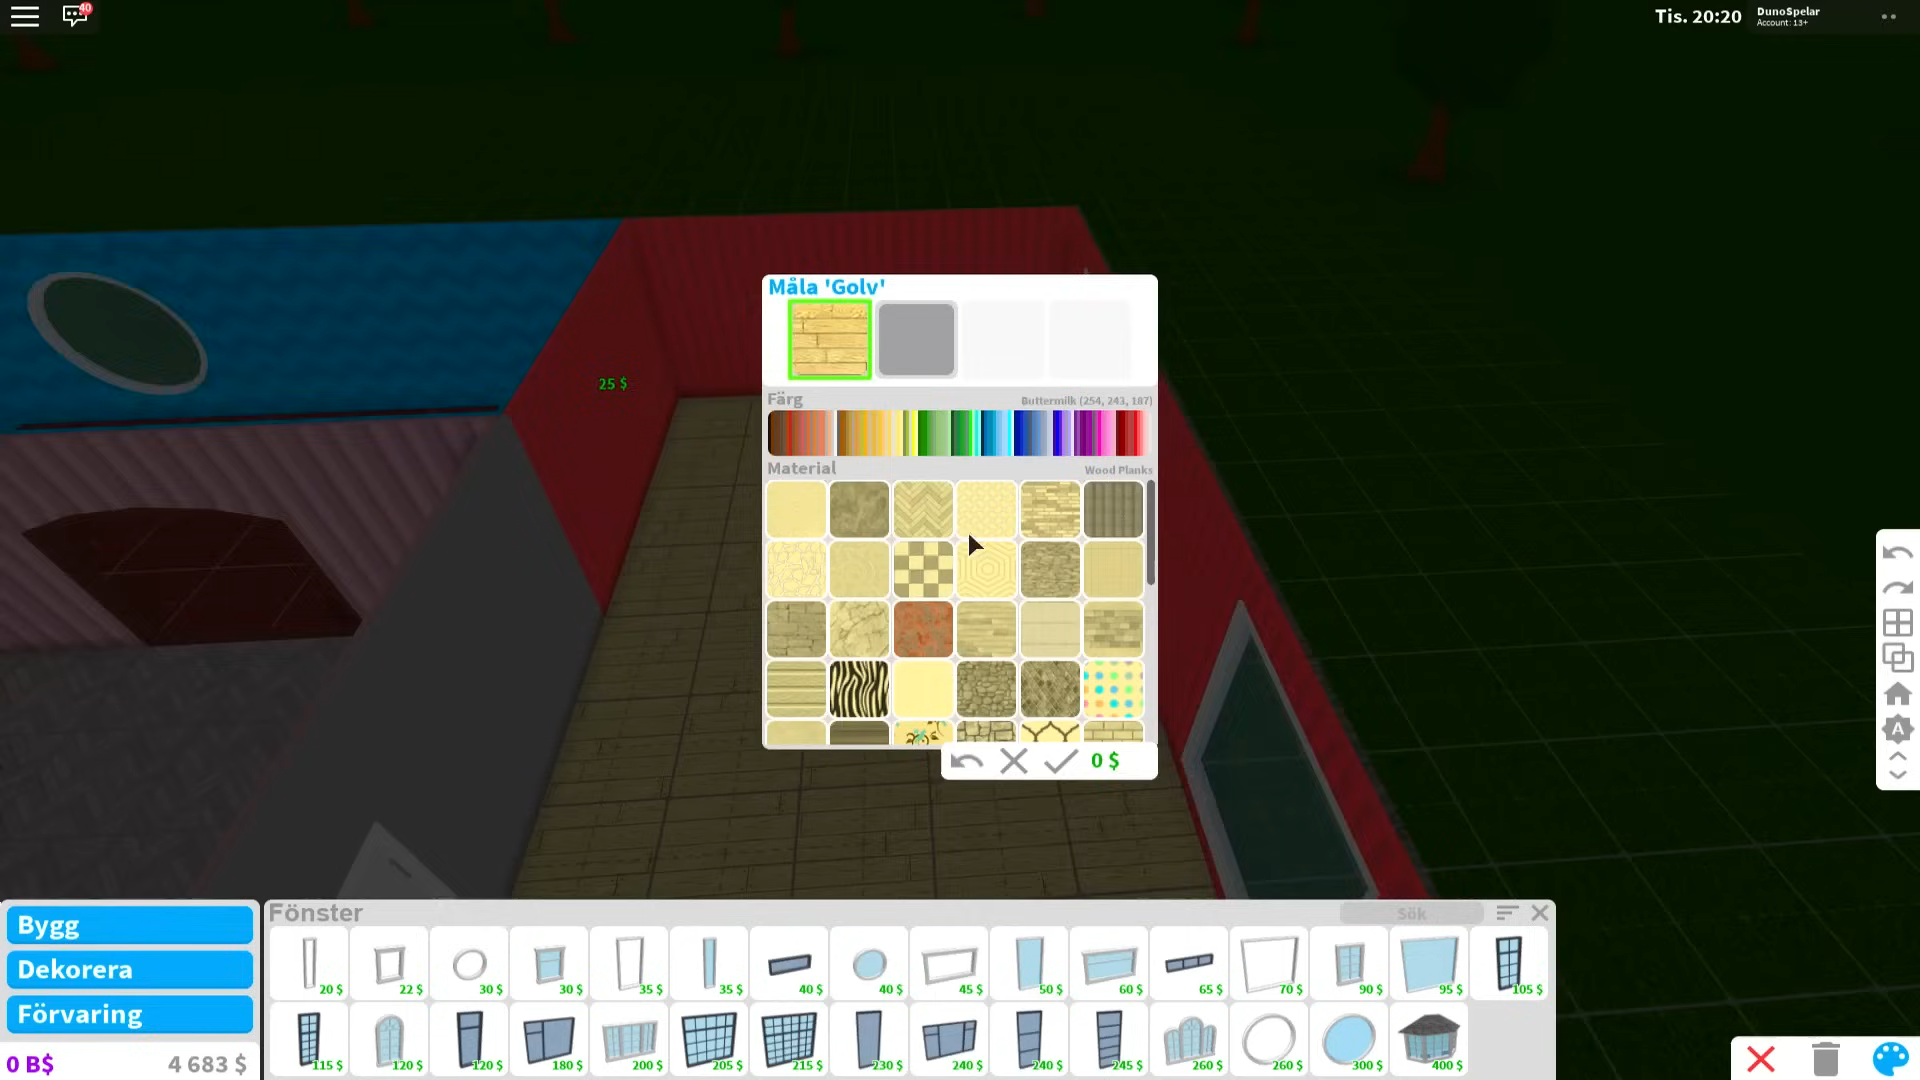 40
Tis. 20:20
DunoSpelar
Account: 13+
Måla 'Golv'
25 $
Färg
Buttermilk (254, 243, 187)
Material
Wood Planks
0 $
A
Bygg
Dekorera
Förvaring
0 B$
4 683 $
Fönster
Sök
20 $
22 $
30 $
30 $
35 $
35 $
40 $
40 $
45 $
50 $
60 $
65 $
70 $
90 $
95 $
105 $
115 $
120 $
120 $
180 $
200 $
205 $
215 $
230 $
240 $
240 $
245 $
260 $
260 $
300 $
400 $